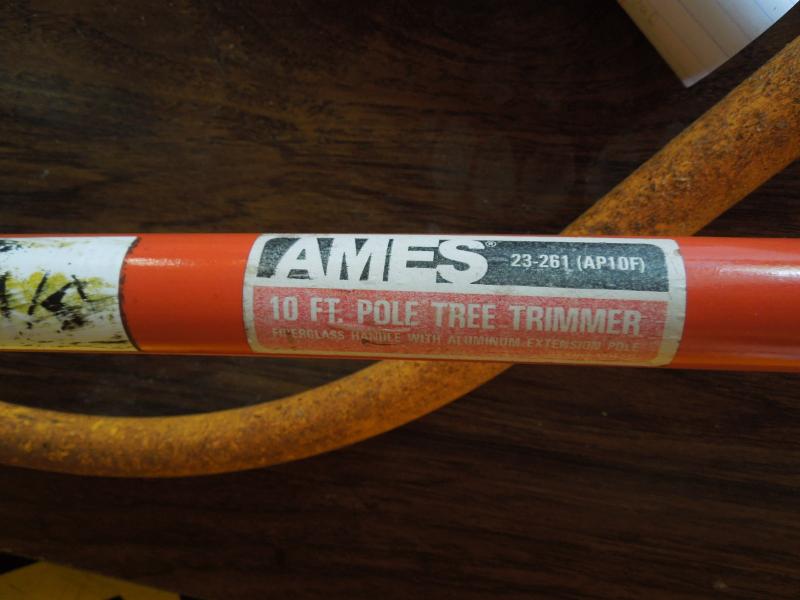 AMES®
23-261 (AP10F)
10 FT. POLE TREE TRIMMER
FIBERGLASS HANDLE WITH ALUMINUM EXTENSION POLE